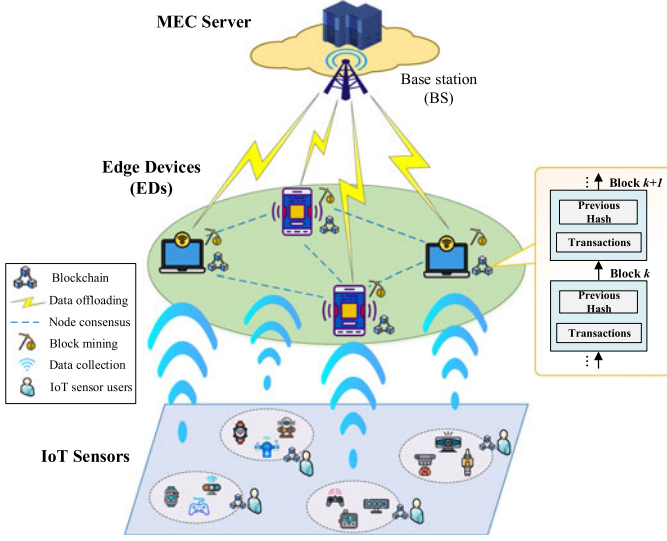 MEC Server
Base station
(BS)
Edge Devices
(EDs)
Block k+1
Previous
Hash
Transactions
Block k
Previous
Hash
Transactions
Blockchain
Data offloading
Node consensus
Block mining
Data collection
IoT sensor users
IoT Sensors